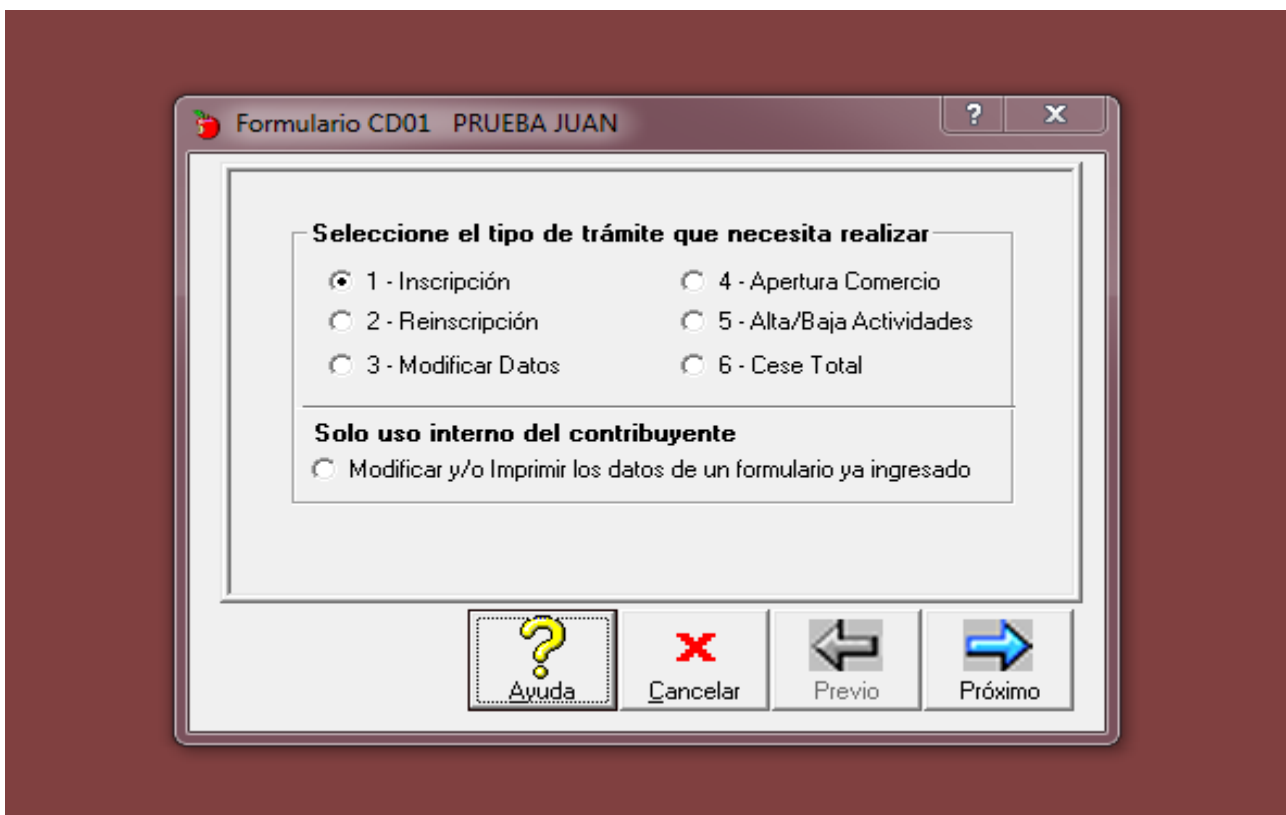 Formulario CD01 PRUEBA JUAN
? x
Seleccione el tipo de trámite que necesita realizar
1 - Inscripción
4 - Apertura Comercio
2 - Reinscripción
5 - Alta/Baja Actividades
3 - Modificar Datos
6 - Cese Total
Solo uso interno del contribuyente
Modificar y/o Imprimir los datos de un formulario ya ingresado
Ayuda
Cancelar
Previo
Próximo